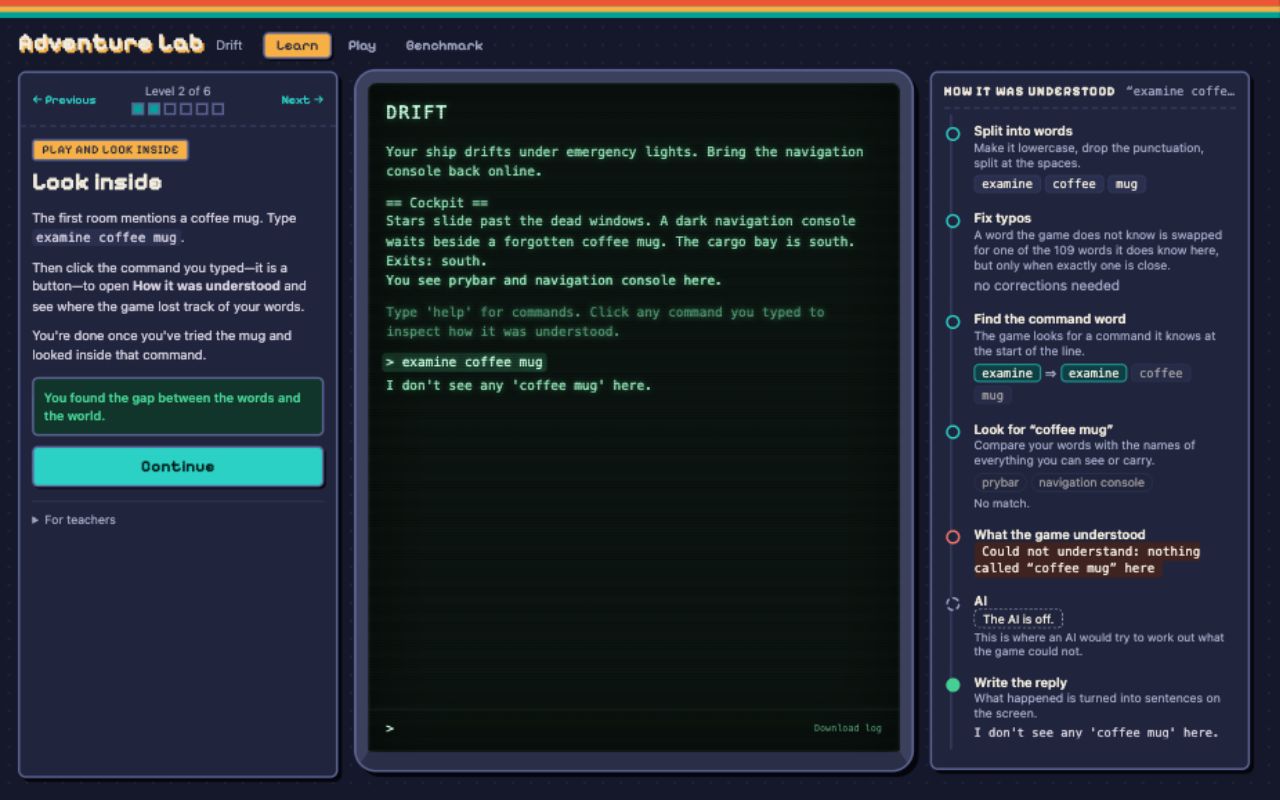 Adventure Lab Drift Learn Play Benchmark
← Previous
Level 2 of 6
Next →
PLAY AND LOOK INSIDE
Look inside
The first room mentions a coffee mug. Type
examine coffee mug.
Then click the command you typed—it is a
button—to open How it was understood and
see where the game lost track of your words.
You're done once you've tried the mug and
looked inside that command.
You found the gap between the words and
the world.
Continue
▶ For teachers
DRIFT
Your ship drifts under emergency lights. Bring the navigation
console back online.
== Cockpit ==
Stars slide past the dead windows. A dark navigation console
waits beside a forgotten coffee mug. The cargo bay is south.
Exits: south.
You see prybar and navigation console here.
Type 'help' for commands. Click any command you typed to
inspect how it was understood.
> examine coffee mug
I don't see any 'coffee mug' here.
>
Download log
HOW IT WAS UNDERSTOOD “examine coffe…
Split into words
Make it lowercase, drop the punctuation,
split at the spaces.
examine coffee mug
Fix typos
A word the game does not know is swapped
for one of the 109 words it does know here,
but only when exactly one is close.
no corrections needed
Find the command word
The game looks for a command it knows at
the start of the line.
examine ⇒ examine coffee
mug
Look for “coffee mug”
Compare your words with the names of
everything you can see or carry.
prybar navigation console
No match.
What the game understood
Could not understand: nothing
called “coffee mug” here
AI
The AI is off.
This is where an AI would try to work out what
the game could not.
Write the reply
What happened is turned into sentences on
the screen.
I don't see any 'coffee mug' here.